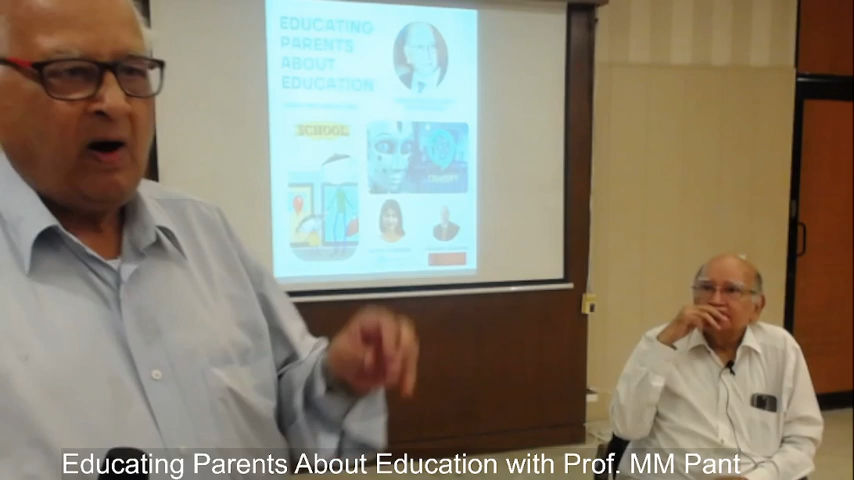 EDUCATING
PARENTS
ABOUT
EDUCATION
SCHOOL
Educating Parents About Education with Prof. MM Pant